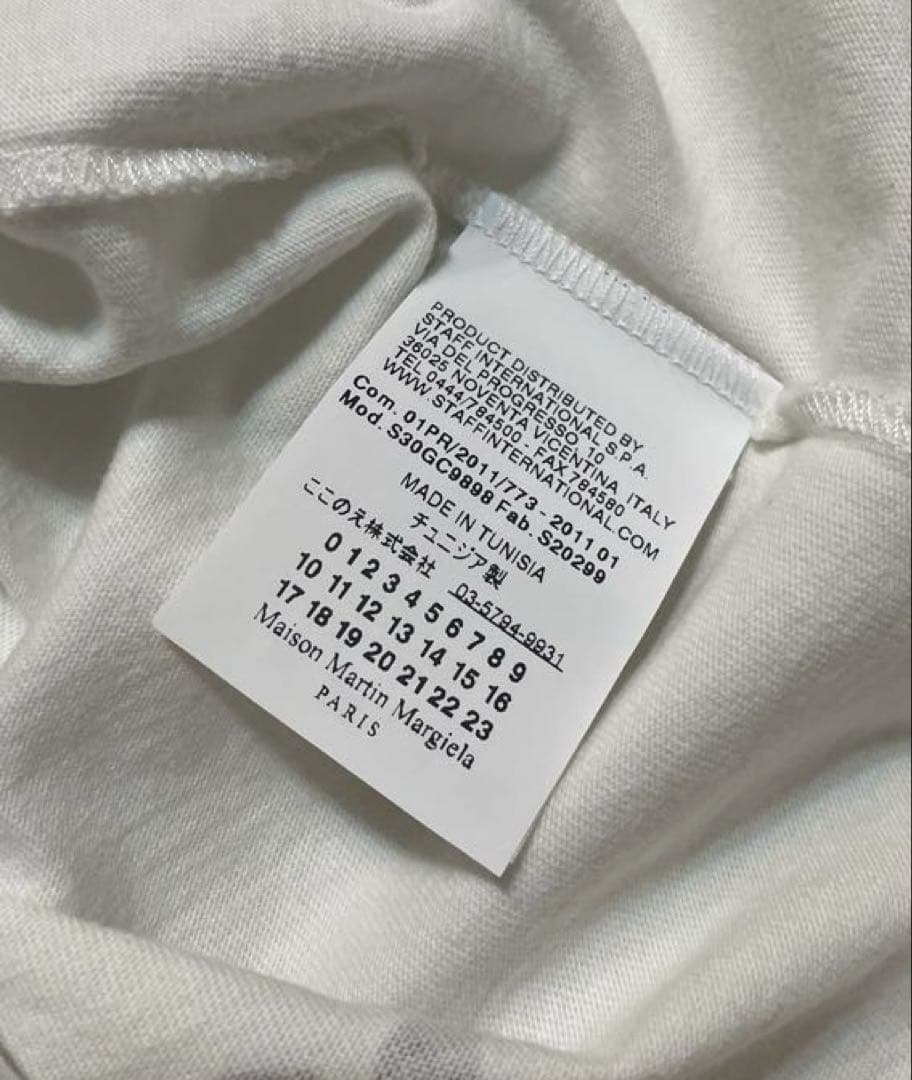 PRODUCT DISTRIBUTED BY
STAFF INTERNATIONAL S.P.A.
VIA DEL PROGRESSO, 10
36025 NOVENTA VICENTINA, ITALY
TEL.0444/784500 - FAX.784580
WWW.STAFFINTERNATIONAL.COM
Com. 01PR/2011/773 - 2011 01
Mod. S30GC9898 Fab. S20299
MADE IN TUNISIA
チュニジア製
ここのえ株式会社 03-5794-9931
0 1 2 3 4 5 6 7 8 9
10 11 12 13 14 15 16
17 18 19 20 21 22 23
Maison Martin Margiela
PARIS